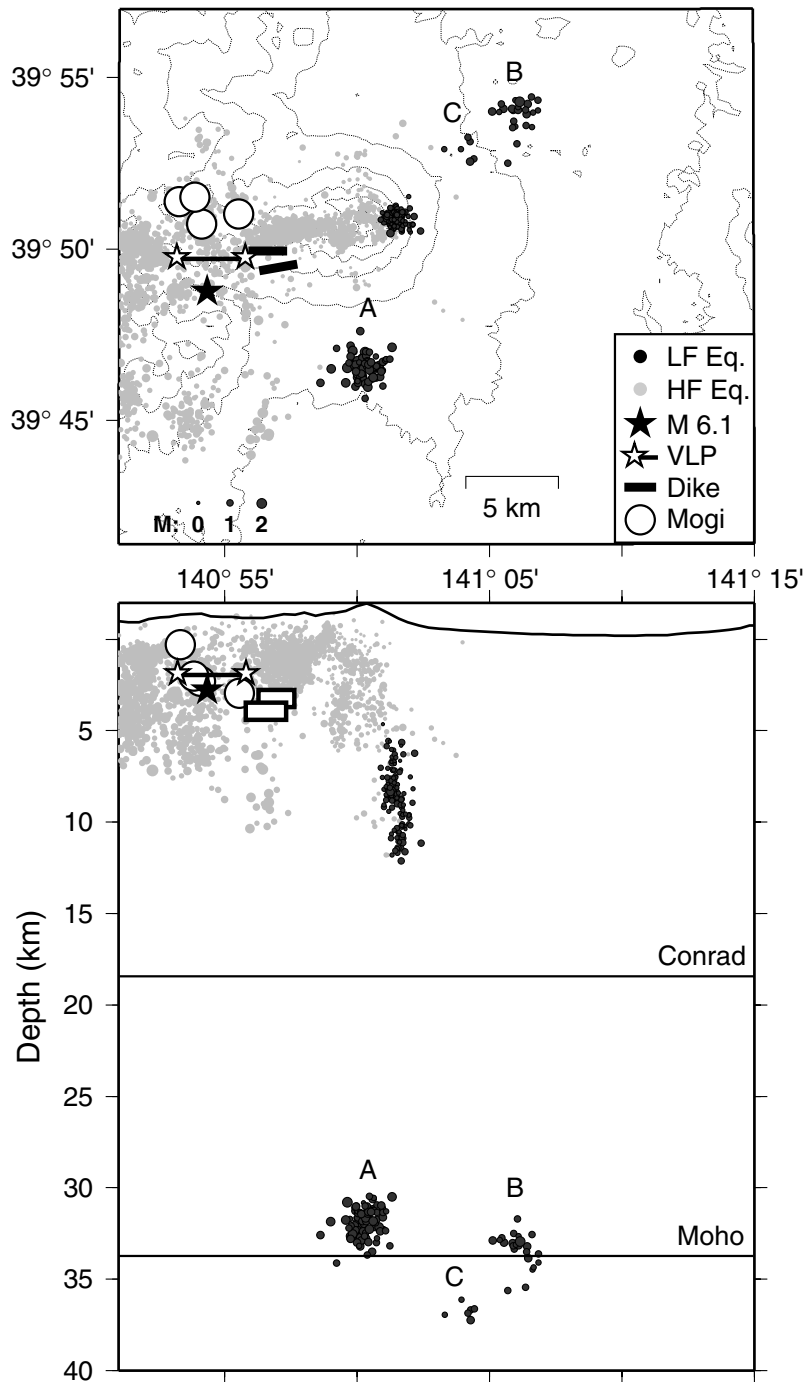 39° 55'
B
C
39° 50'
A
LF Eq.
HF Eq.
M 6.1
VLP
Dike
Mogi
39° 45'
5 km
M: 0 1 2
140° 55' 141° 05' 141° 15'
5
10
15
Conrad
Depth (km)
20
25
30
A
B
Moho
35
C
40